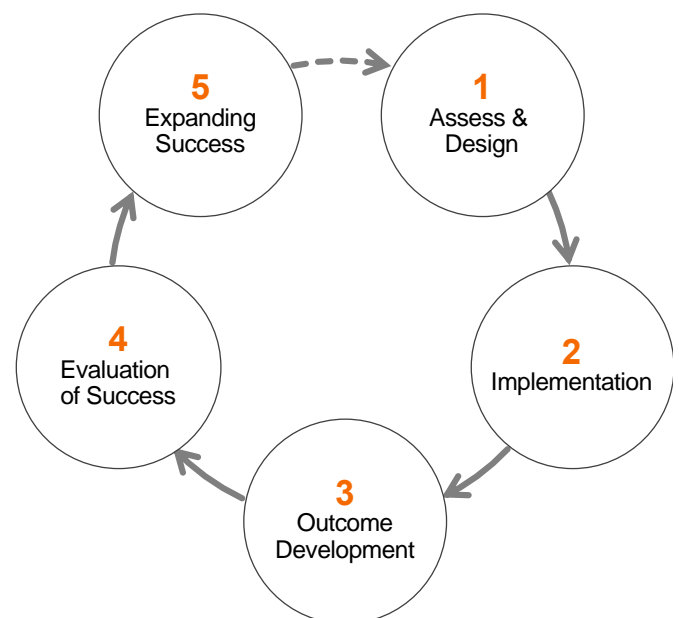 1
Assess &
Design
2
Implementation
3
Outcome
Development
4
Evaluation
of Success
5
Expanding
Success